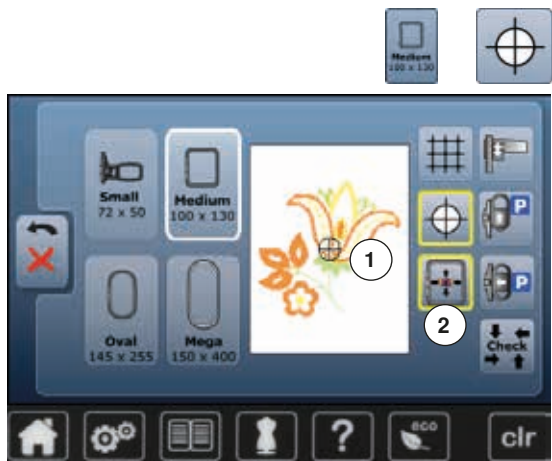 Medium
100 x 130
Small
72 x 50
Medium
100 x 130
1
P
Oval
145 x 255
Mega
150 x 400
2
P
Check
?
eco
clr